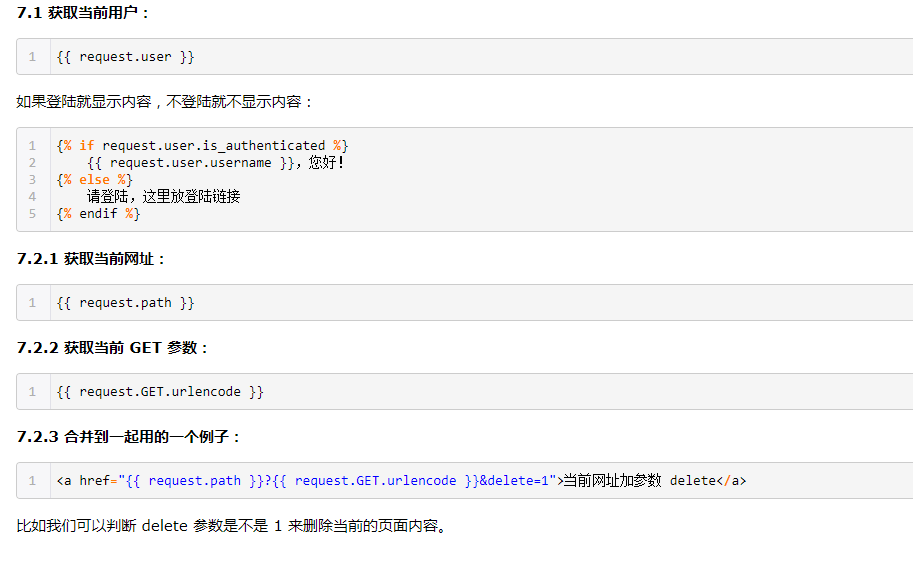 7.1 获取当前用户：
1 {{ request.user }}
如果登陆就显示内容，不登陆就不显示内容：
1 {% if request.user.is_authenticated %}
2     {{ request.user.username }}，您好！
3 {% else %}
4     请登陆，这里放登陆链接
5 {% endif %}
7.2.1 获取当前网址：
1 {{ request.path }}
7.2.2 获取当前 GET 参数：
1 {{ request.GET.urlencode }}
7.2.3 合并到一起用的一个例子：
1 <a href="{{ request.path }}?{{ request.GET.urlencode }}&delete=1">当前网址加参数 delete</a>
比如我们可以判断 delete 参数是不是 1 来删除当前的页面内容。